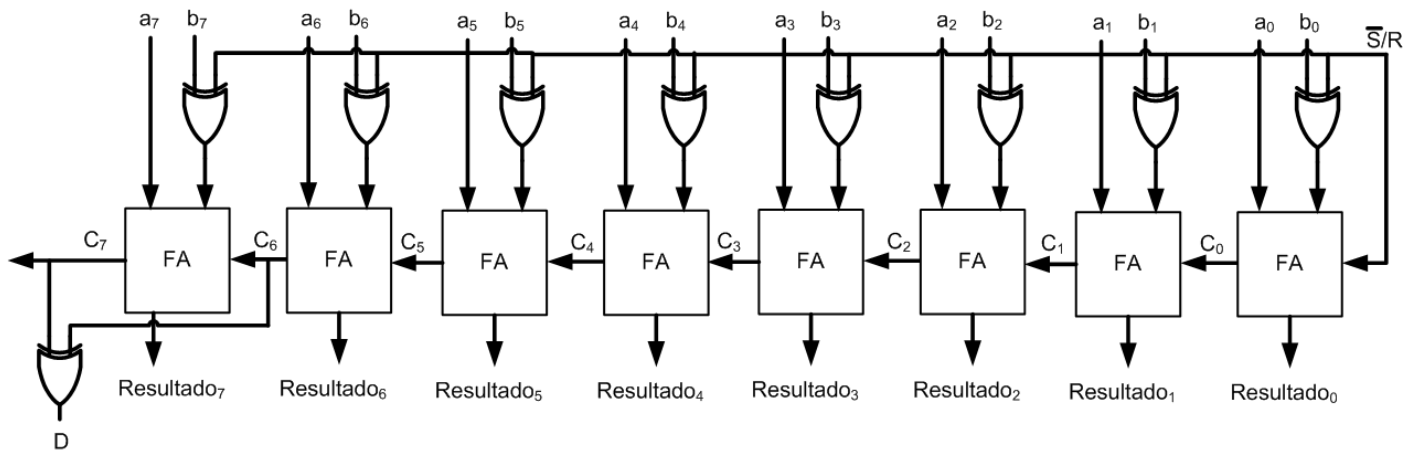 a₇ b₇ a₆ b₆ a₅ b₅ a₄ b₄ a₃ b₃ a₂ b₂ a₁ b₁ a₀ b₀ S̅/R
C₇ FA C₆ FA C₅ FA C₄ FA C₃ FA C₂ FA C₁ FA C₀ FA
Resultado₇ Resultado₆ Resultado₅ Resultado₄ Resultado₃ Resultado₂ Resultado₁ Resultado₀
D